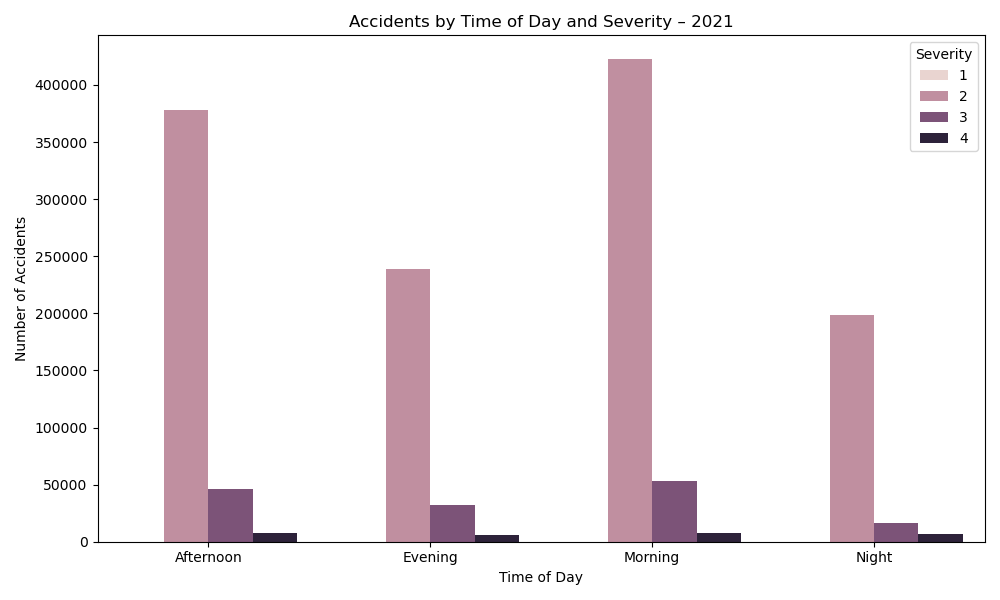 Accidents by Time of Day and Severity – 2021
Severity
1
2
3
4
400000
350000
300000
250000
200000
150000
100000
50000
0
Number of Accidents
Afternoon
Evening
Morning
Night
Time of Day